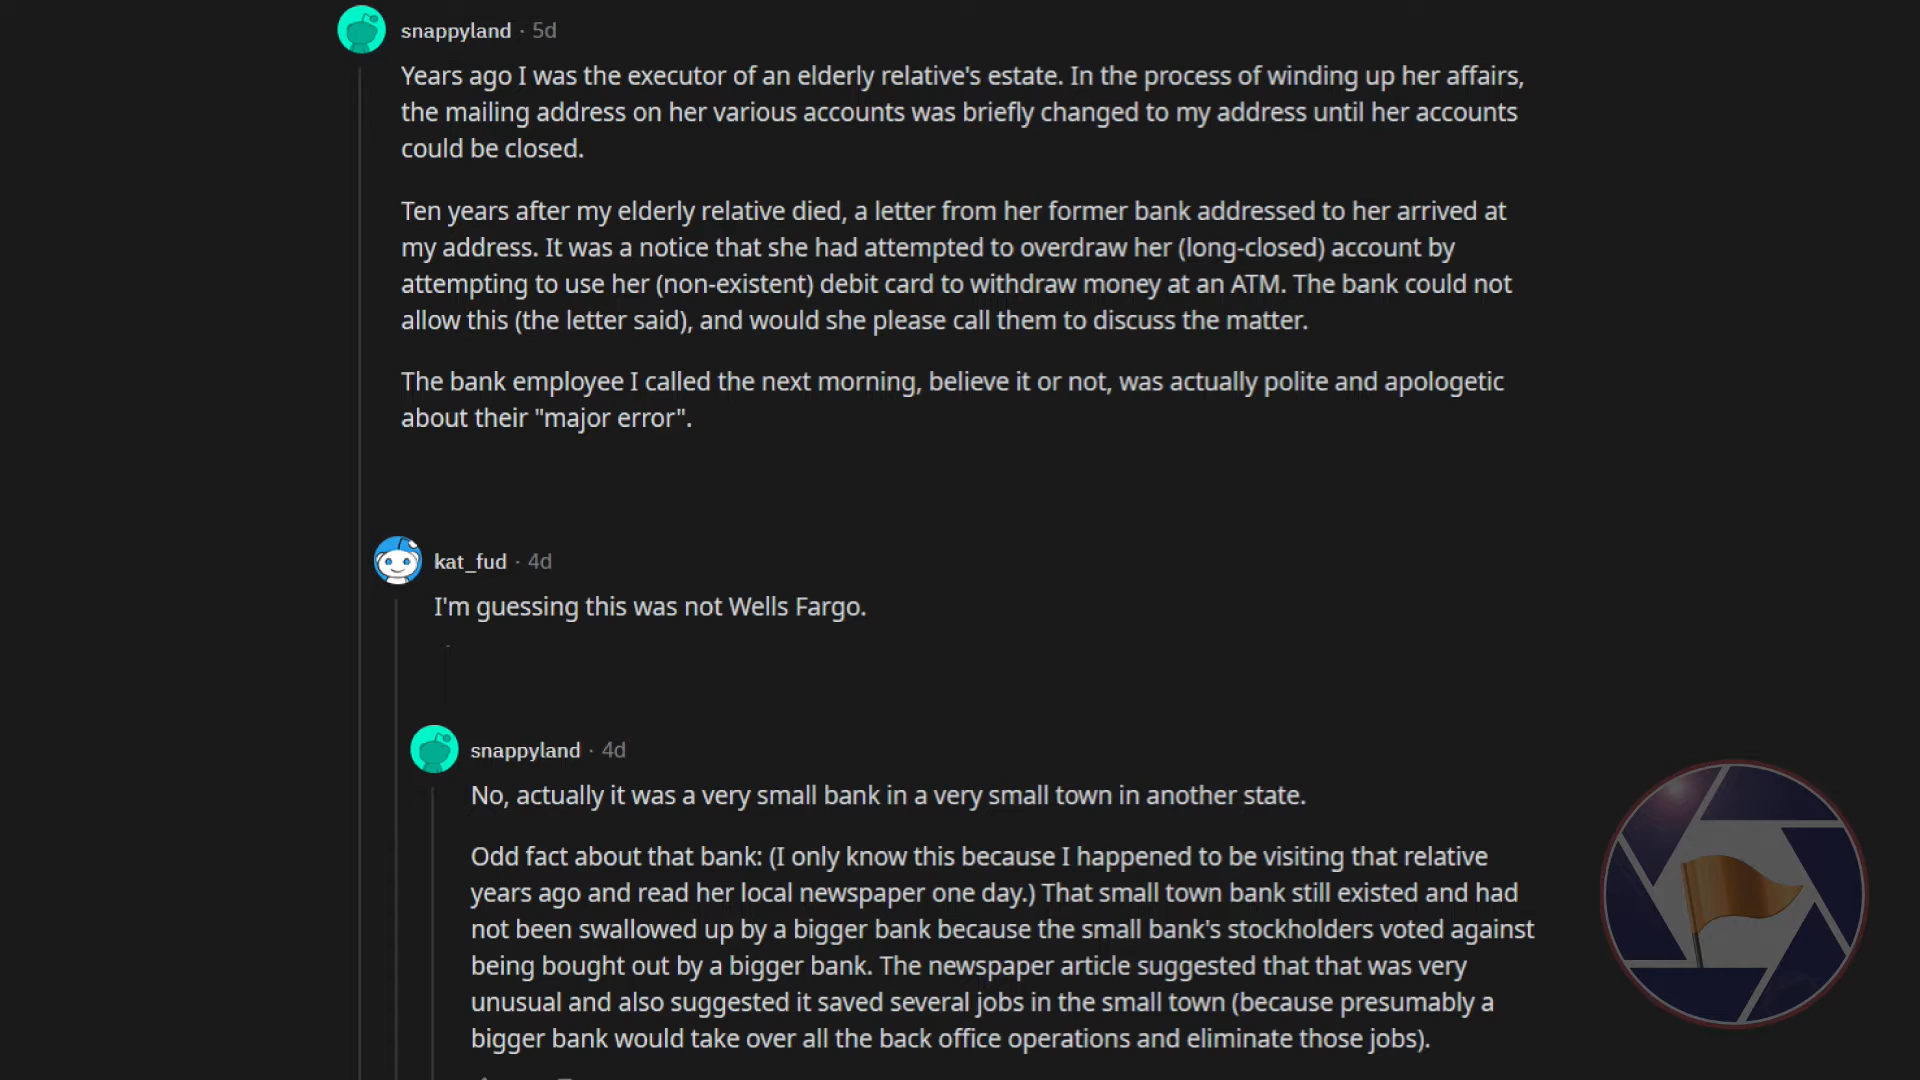 snappyland · 5d
Years ago I was the executor of an elderly relative's estate. In the process of winding up her affairs,
the mailing address on her various accounts was briefly changed to my address until her accounts
could be closed.
Ten years after my elderly relative died, a letter from her former bank addressed to her arrived at
my address. It was a notice that she had attempted to overdraw her (long-closed) account by
attempting to use her (non-existent) debit card to withdraw money at an ATM. The bank could not
allow this (the letter said), and would she please call them to discuss the matter.
The bank employee I called the next morning, believe it or not, was actually polite and apologetic
about their "major error".
kat_fud · 4d
I'm guessing this was not Wells Fargo.
snappyland · 4d
No, actually it was a very small bank in a very small town in another state.
Odd fact about that bank: (I only know this because I happened to be visiting that relative
years ago and read her local newspaper one day.) That small town bank still existed and had
not been swallowed up by a bigger bank because the small bank's stockholders voted against
being bought out by a bigger bank. The newspaper article suggested that that was very
unusual and also suggested it saved several jobs in the small town (because presumably a
bigger bank would take over all the back office operations and eliminate those jobs).